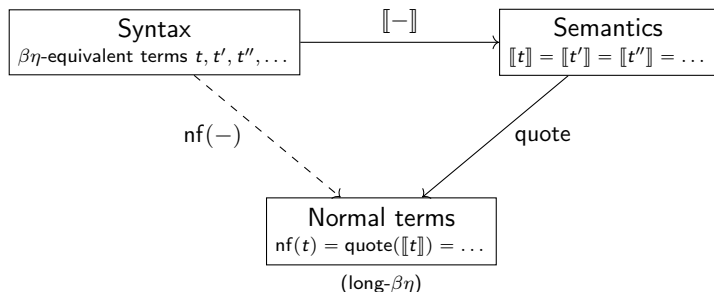 Syntax
βη-equivalent terms t, t′, t″, …
⟦−⟧
Semantics
⟦t⟧ = ⟦t′⟧ = ⟦t″⟧ = …
nf(−)
quote
Normal terms
nf(t) = quote(⟦t⟧) = …
(long-βη)